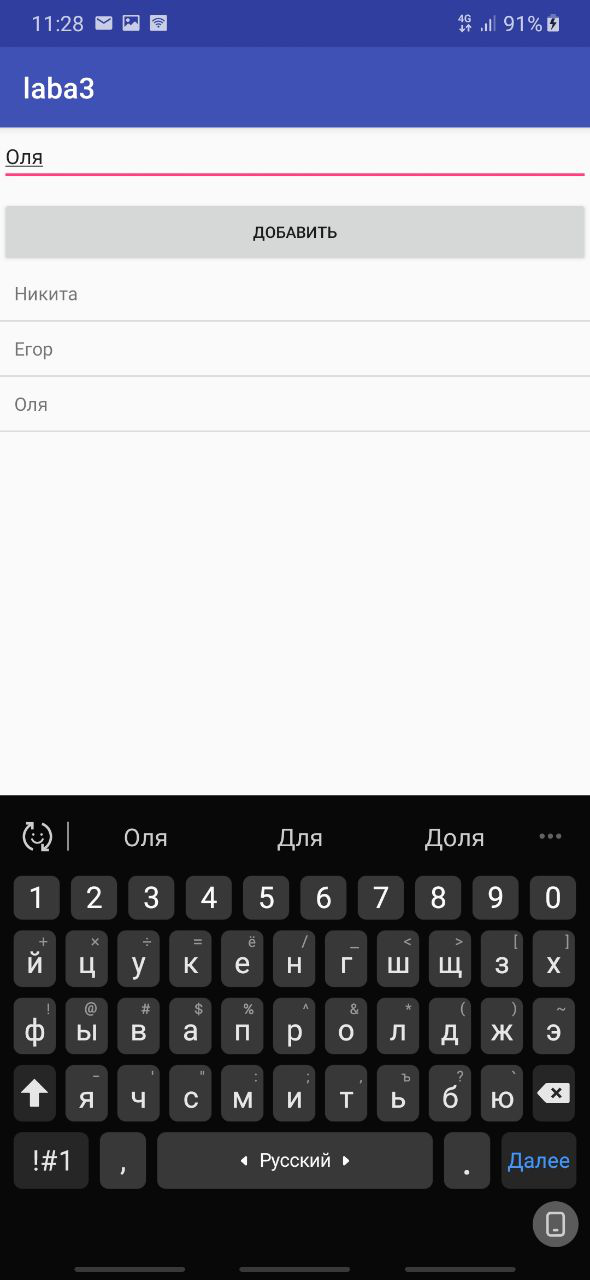 11:28 4G 91%
laba3
Оля
ДОБАВИТЬ
Никита
Егор
Оля
Оля Для Доля
1 2 3 4 5 6 7 8 9 0
+ × ÷ = ё / _ < > [ ]
й ц у к е н г ш щ з х
! @ # $ % ^ & * ( ) ~
ф ы в а п р о л д ж э
- ' " : ; , ъ ? `
я ч с м и т ь б ю
!#1 , Русский . Далее